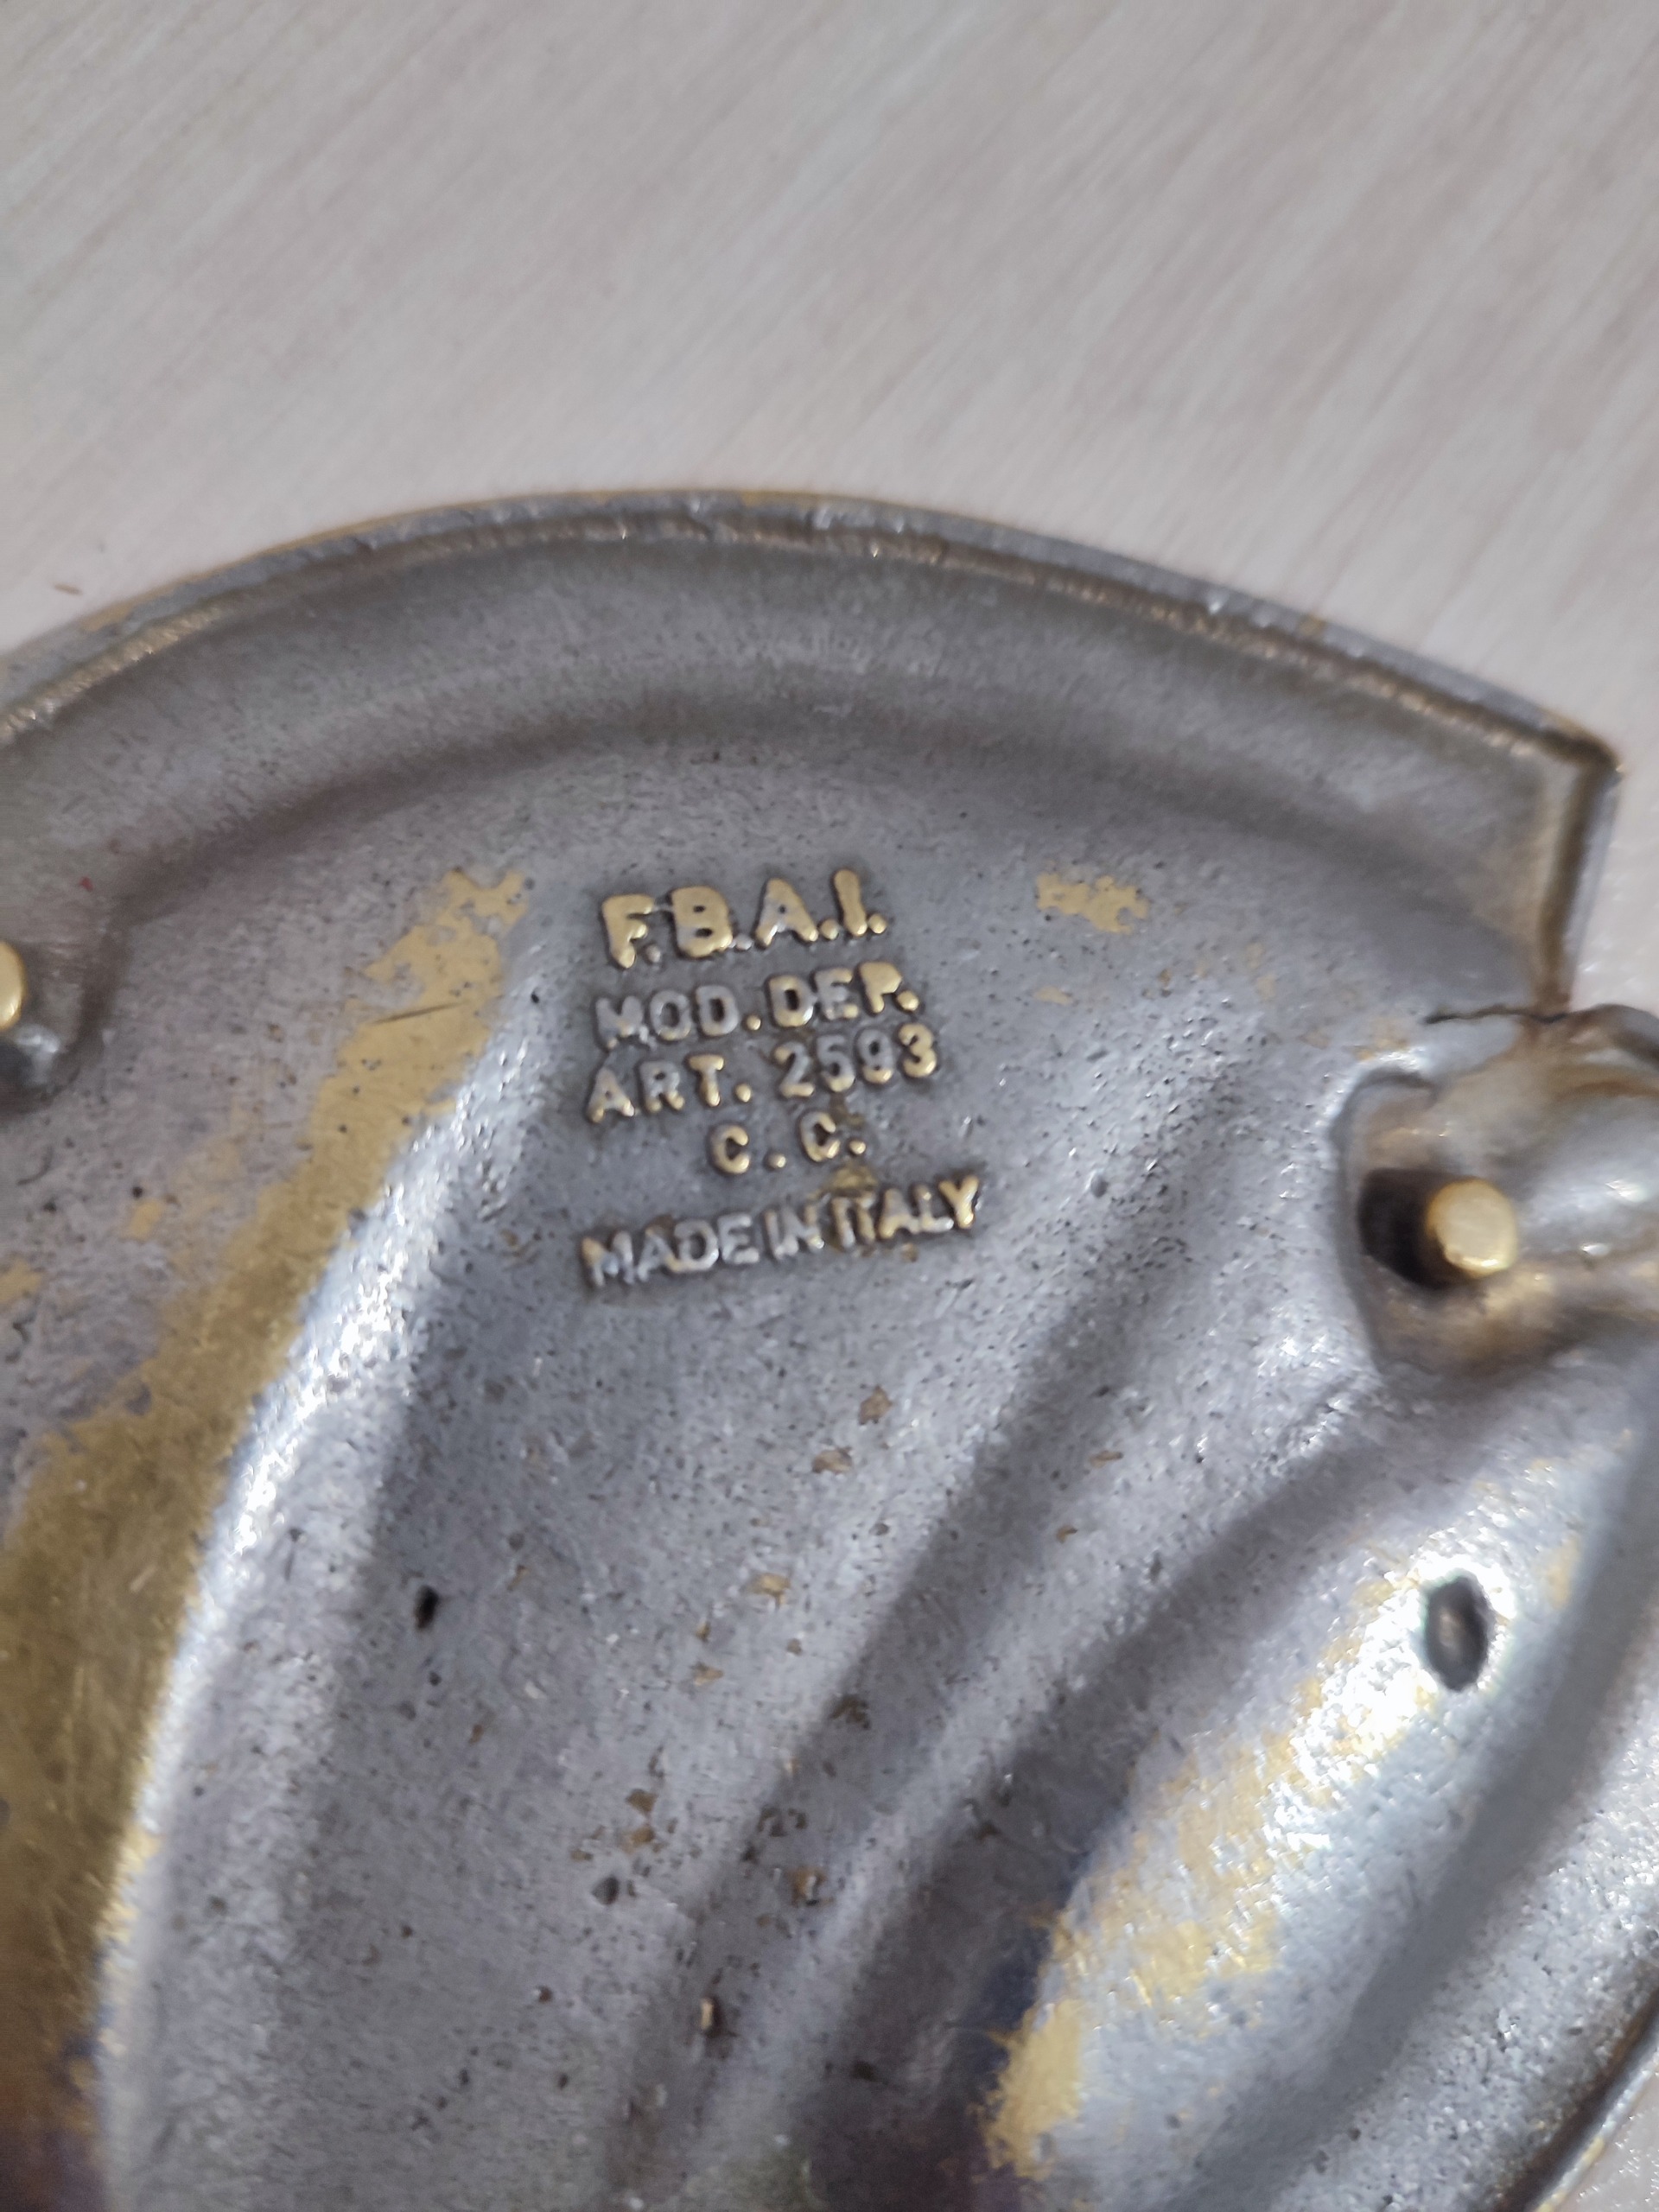 F.B.A.I.
MOD.DEP.
ART. 2593
C.C.
MADE IN ITALY